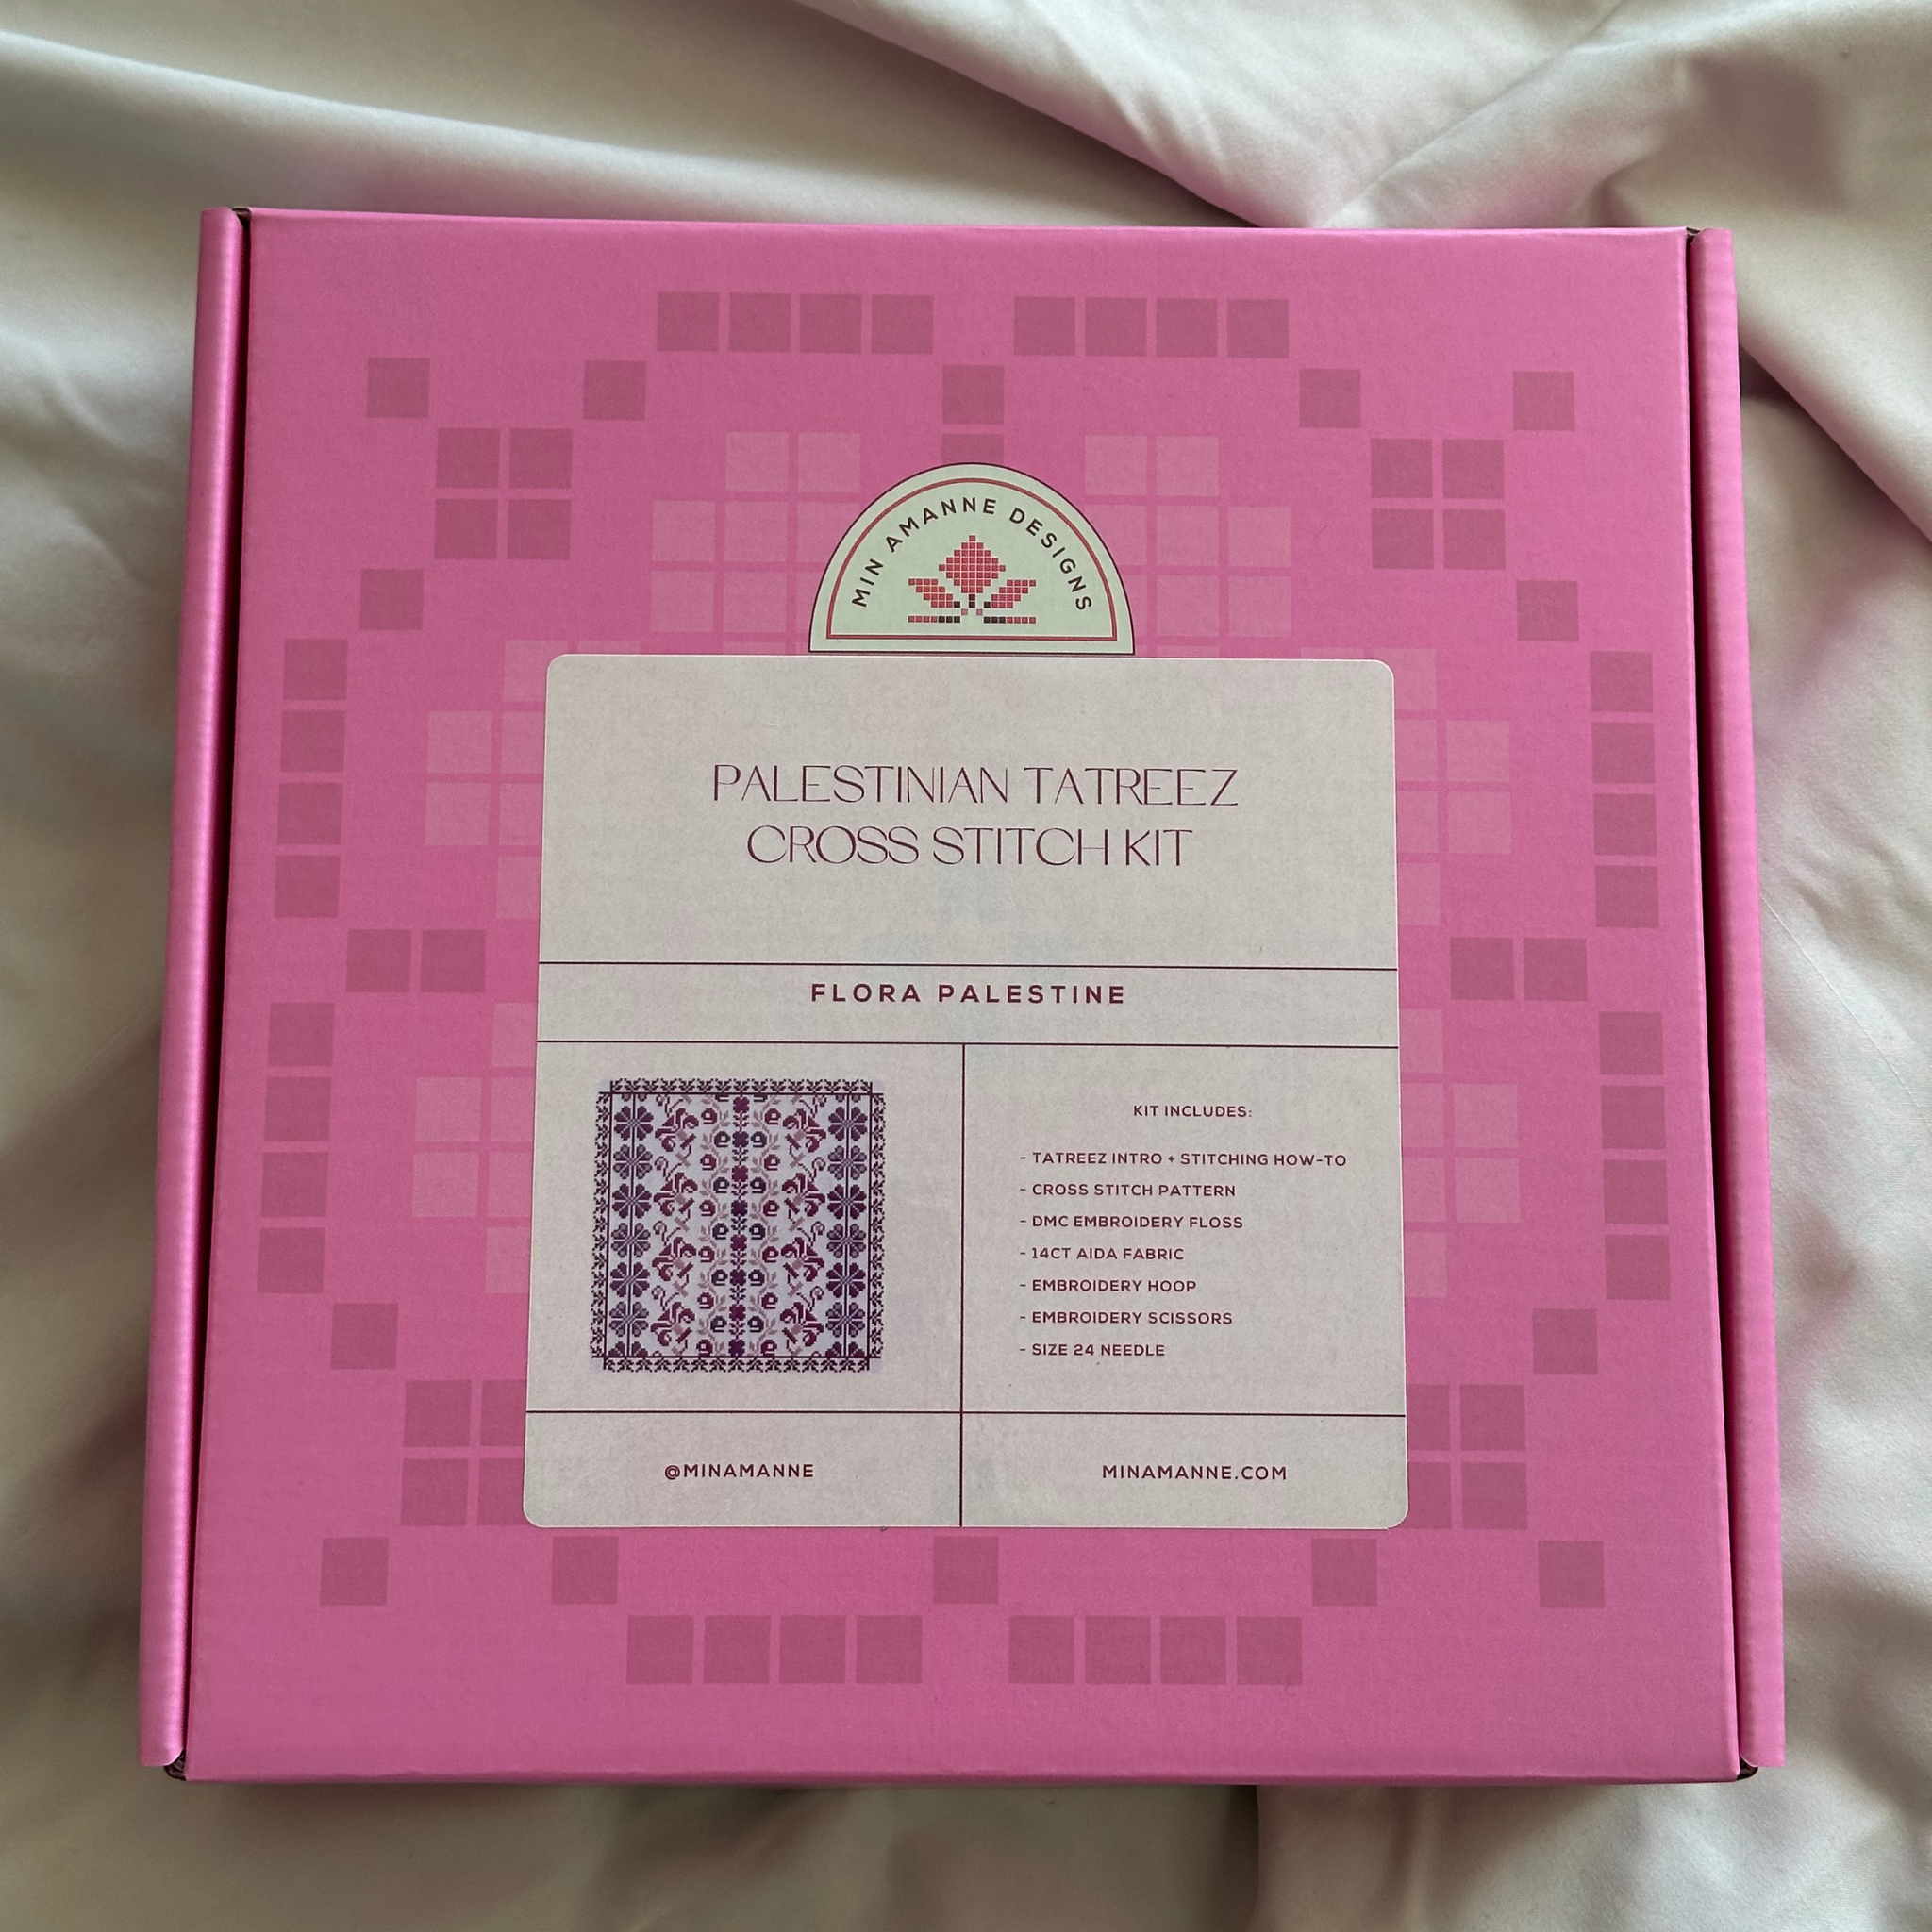 MIN AMANNE DESIGNS
PALESTINIAN TATREEZ
CROSS STITCH KIT
FLORA PALESTINE
KIT INCLUDES:
- TATREEZ INTRO + STITCHING HOW-TO
- CROSS STITCH PATTERN
- DMC EMBROIDERY FLOSS
- 14CT AIDA FABRIC
- EMBROIDERY HOOP
- EMBROIDERY SCISSORS
- SIZE 24 NEEDLE
@MINAMANNE
MINAMANNE.COM